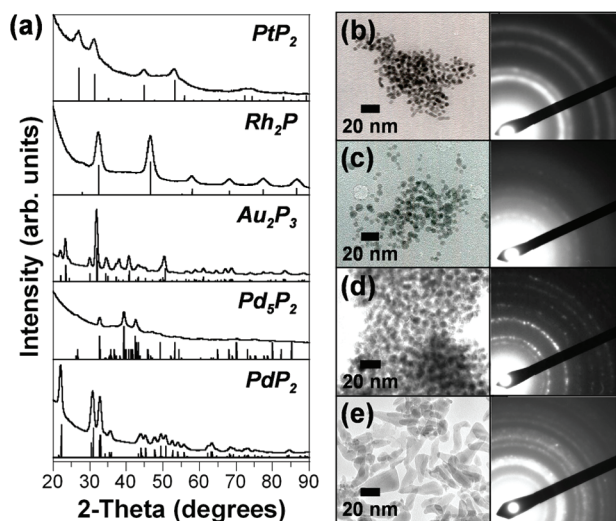 (a)
PtP2
Rh2P
Au2P3
Pd5P2
PdP2
Intensity (arb. units)
20 30 40 50 60 70 80 90
2-Theta (degrees)
(b)
20 nm
(c)
20 nm
(d)
20 nm
(e)
20 nm